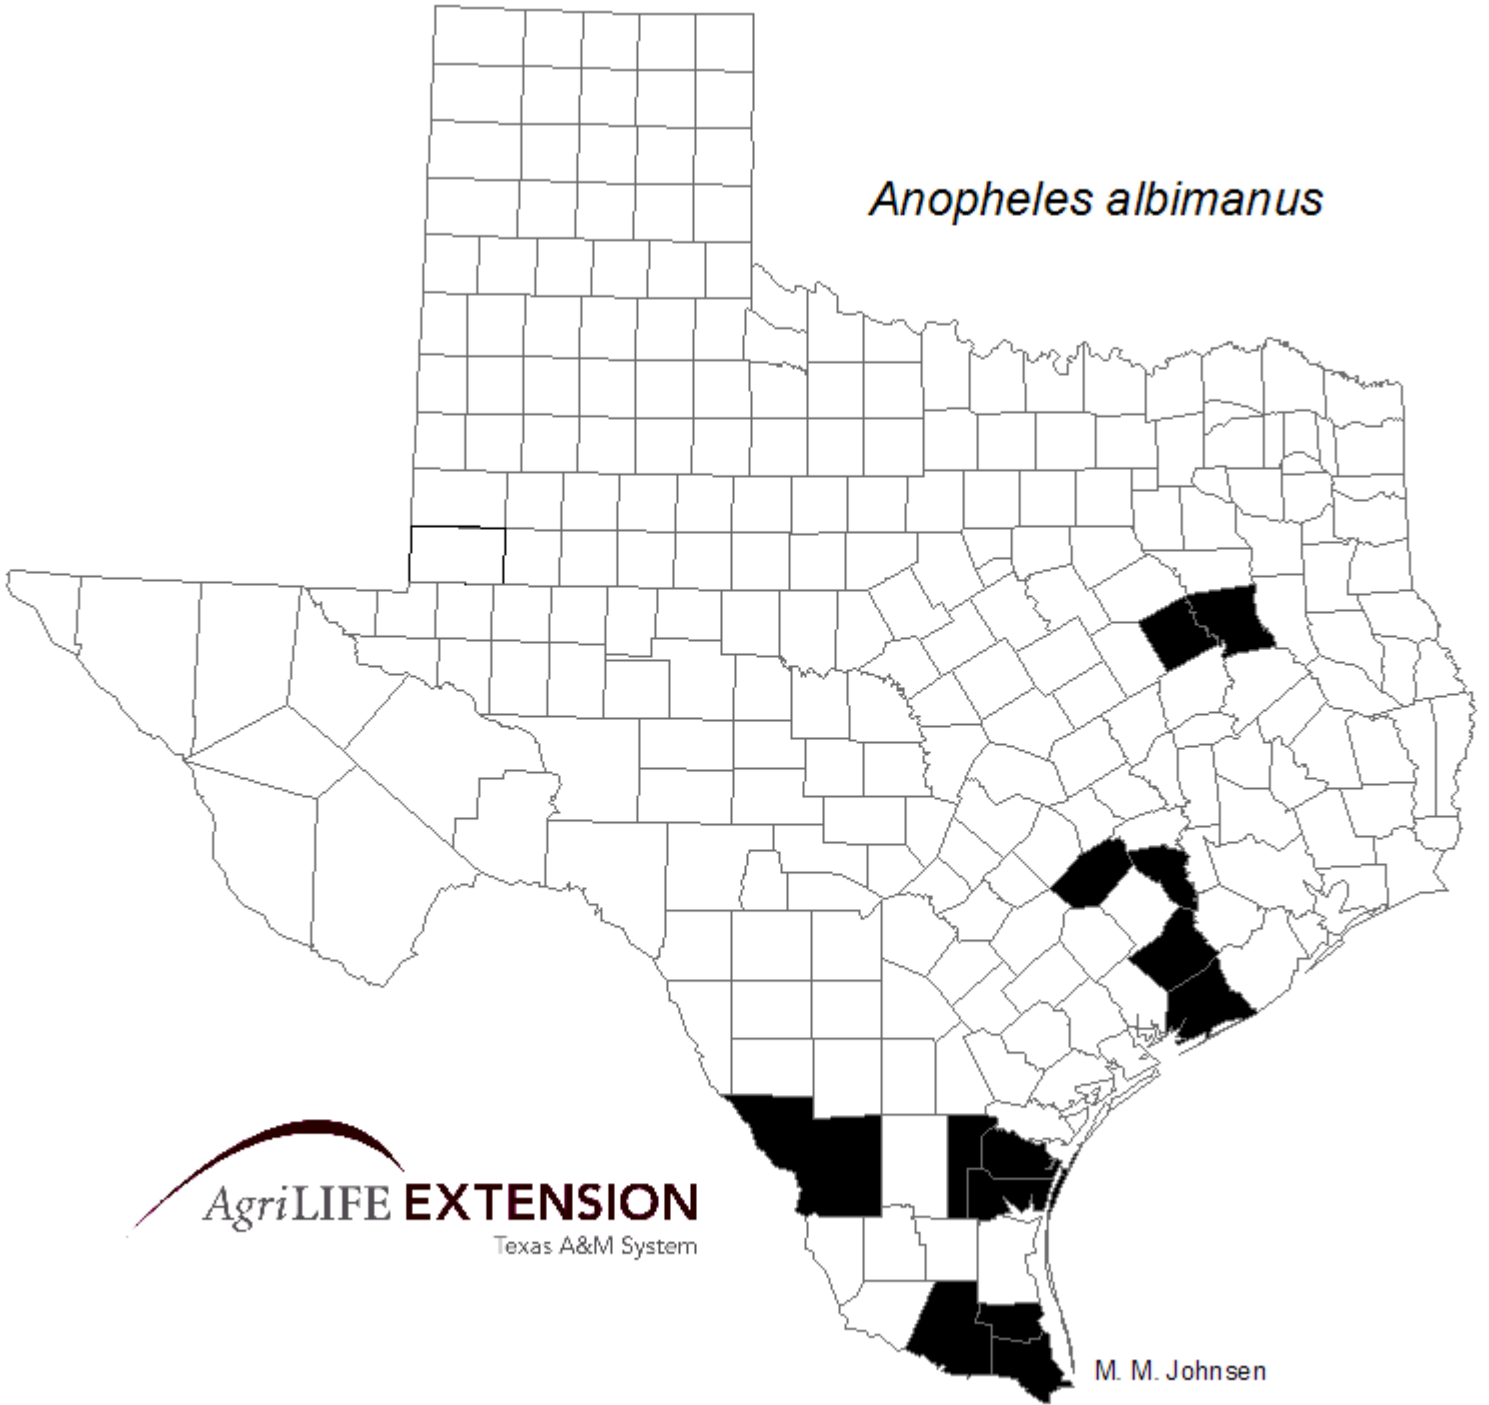 Anopheles albimanus
AgriLIFE EXTENSION
Texas A&M System
M. M. Johnsen